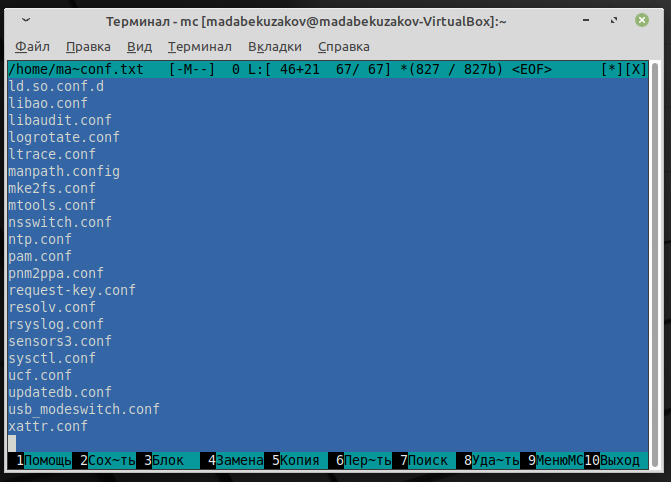 Терминал - mc [madabekuzakov@madabekuzakov-VirtualBox]:~
Файл Правка Вид Терминал Вкладки Справка
/home/ma~conf.txt [-M--] 0 L:[ 46+21 67/ 67] *(827 / 827b) <EOF> [*][X]
ld.so.conf.d
libao.conf
libaudit.conf
logrotate.conf
ltrace.conf
manpath.config
mke2fs.conf
mtools.conf
nsswitch.conf
ntp.conf
pam.conf
pnm2ppa.conf
request-key.conf
resolv.conf
rsyslog.conf
sensors3.conf
sysctl.conf
ucf.conf
updatedb.conf
usb_modeswitch.conf
xattr.conf
1Помощь 2Сох~ть 3Блок 4Замена 5Копия 6Пер~ть 7Поиск 8Уда~ть 9МенюMC 10Выход